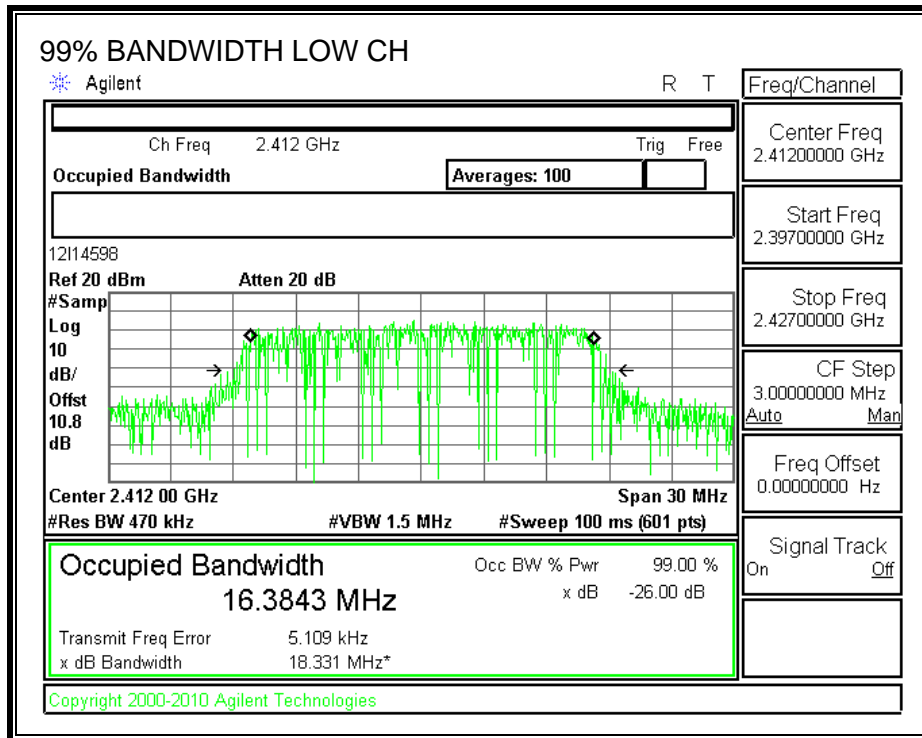 99% BANDWIDTH LOW CH
Agilent R T
Freq/Channel
Ch Freq 2.412 GHz Trig Free
Occupied Bandwidth Averages: 100
Center Freq
2.41200000 GHz
Start Freq
2.39700000 GHz
Stop Freq
2.42700000 GHz
CF Step
3.00000000 MHz
Auto Man
Freq Offset
0.00000000 Hz
Signal Track
On Off
12I14598
Ref 20 dBm Atten 20 dB
#Samp
Log
10
dB/
Offst
10.8
dB
Center 2.412 00 GHz Span 30 MHz
#Res BW 470 kHz #VBW 1.5 MHz #Sweep 100 ms (601 pts)
Occupied Bandwidth Occ BW % Pwr 99.00 %
16.3843 MHz x dB -26.00 dB
Transmit Freq Error 5.109 kHz
x dB Bandwidth 18.331 MHz*
Copyright 2000-2010 Agilent Technologies